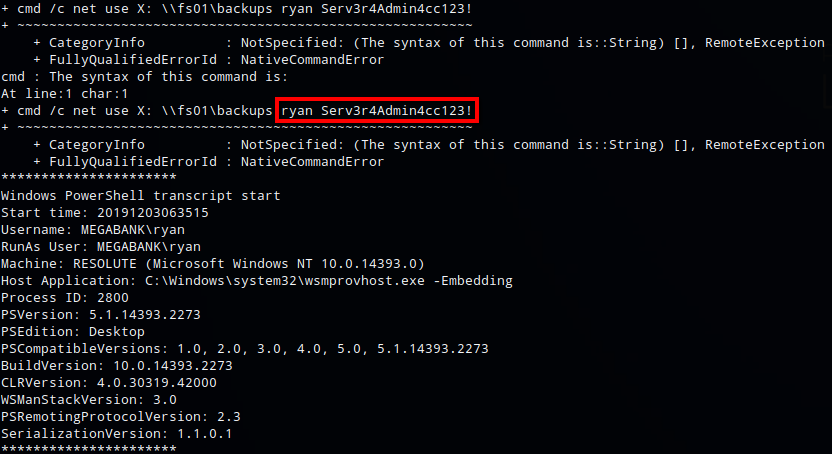 + cmd /c net use X: \\fs01\backups ryan Serv3r4Admin4cc123!
+ ~~~~~~~~~~~~~~~~~~~~~~~~~~~~~~~~~~~~~~~~~~~~~~~~~~~~~~~~~
    + CategoryInfo          : NotSpecified: (The syntax of this command is::String) [], RemoteException
    + FullyQualifiedErrorId : NativeCommandError
cmd : The syntax of this command is:
At line:1 char:1
+ cmd /c net use X: \\fs01\backups ryan Serv3r4Admin4cc123!
+ ~~~~~~~~~~~~~~~~~~~~~~~~~~~~~~~~~~~~~~~~~~~~~~~~~~~~~~~~~
    + CategoryInfo          : NotSpecified: (The syntax of this command is::String) [], RemoteException
    + FullyQualifiedErrorId : NativeCommandError
**********************
Windows PowerShell transcript start
Start time: 20191203063515
Username: MEGABANK\ryan
RunAs User: MEGABANK\ryan
Machine: RESOLUTE (Microsoft Windows NT 10.0.14393.0)
Host Application: C:\Windows\system32\wsmprovhost.exe -Embedding
Process ID: 2800
PSVersion: 5.1.14393.2273
PSEdition: Desktop
PSCompatibleVersions: 1.0, 2.0, 3.0, 4.0, 5.0, 5.1.14393.2273
BuildVersion: 10.0.14393.2273
CLRVersion: 4.0.30319.42000
WSManStackVersion: 3.0
PSRemotingProtocolVersion: 2.3
SerializationVersion: 1.1.0.1
**********************